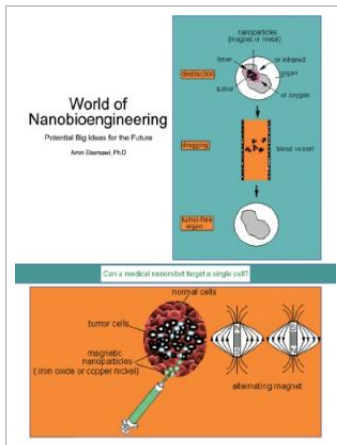 World of
Nanobioengineering
Potential Big Ideas for the Future
Amin Elsersawi, Ph.D
nanoparticles
(magnet or metal)
laser
or infrared
organ
destruction
tumor
or oxygen
dragging
blood vessel
tumor-free
organ
Can a medical nanorobot target a single cell?
normal cells
tumor cells
magnetic
nanoparticles
( iron oxide or copper nickel)
alternating magnet